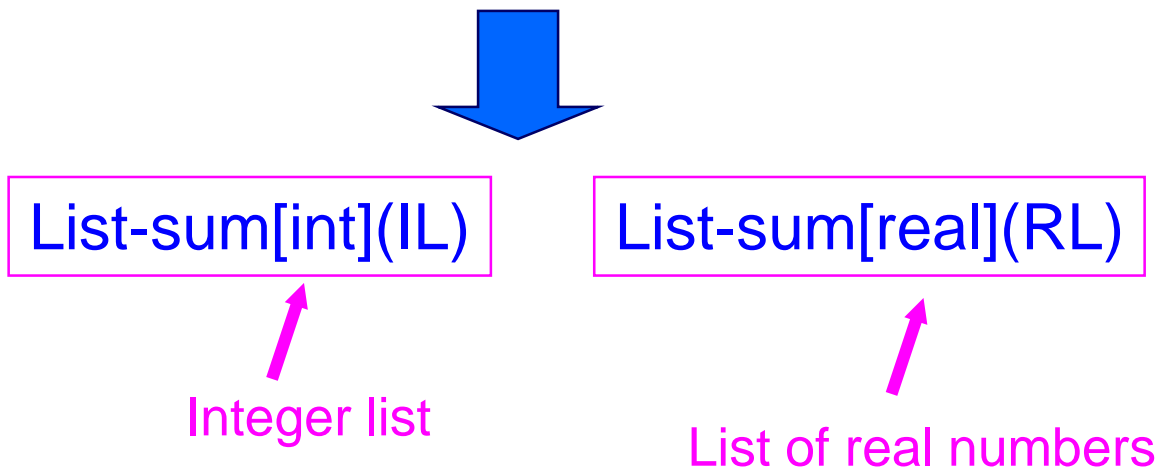 List-sum[int](IL)
List-sum[real](RL)
Integer list
List of real numbers